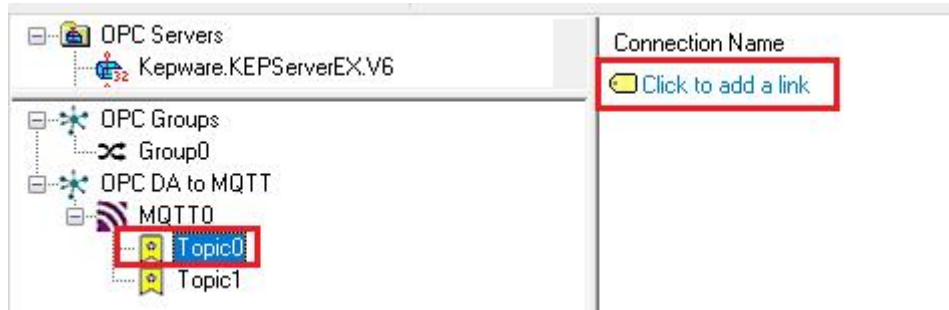 OPC Servers
Kepware.KEPServerEX.V6
OPC Groups
Group0
OPC DA to MQTT
MQTT0
Topic0
Topic1
Connection Name
Click to add a link